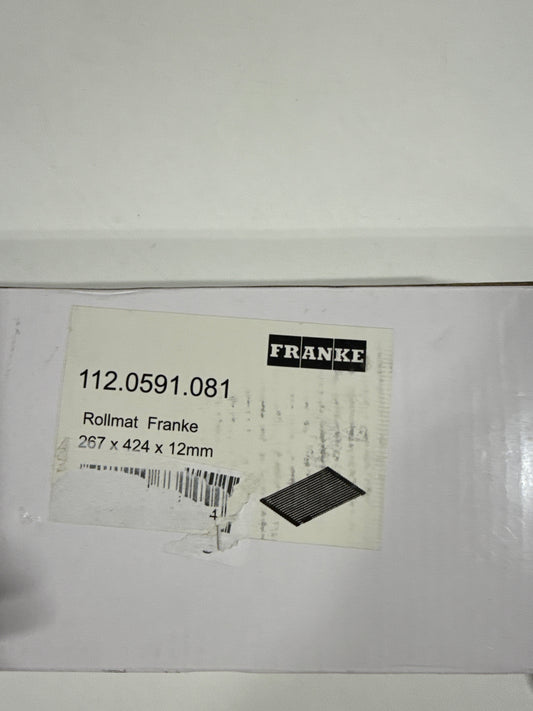 FRANKE
112.0591.081
Rollmat Franke
267 x 424 x 12mm
4